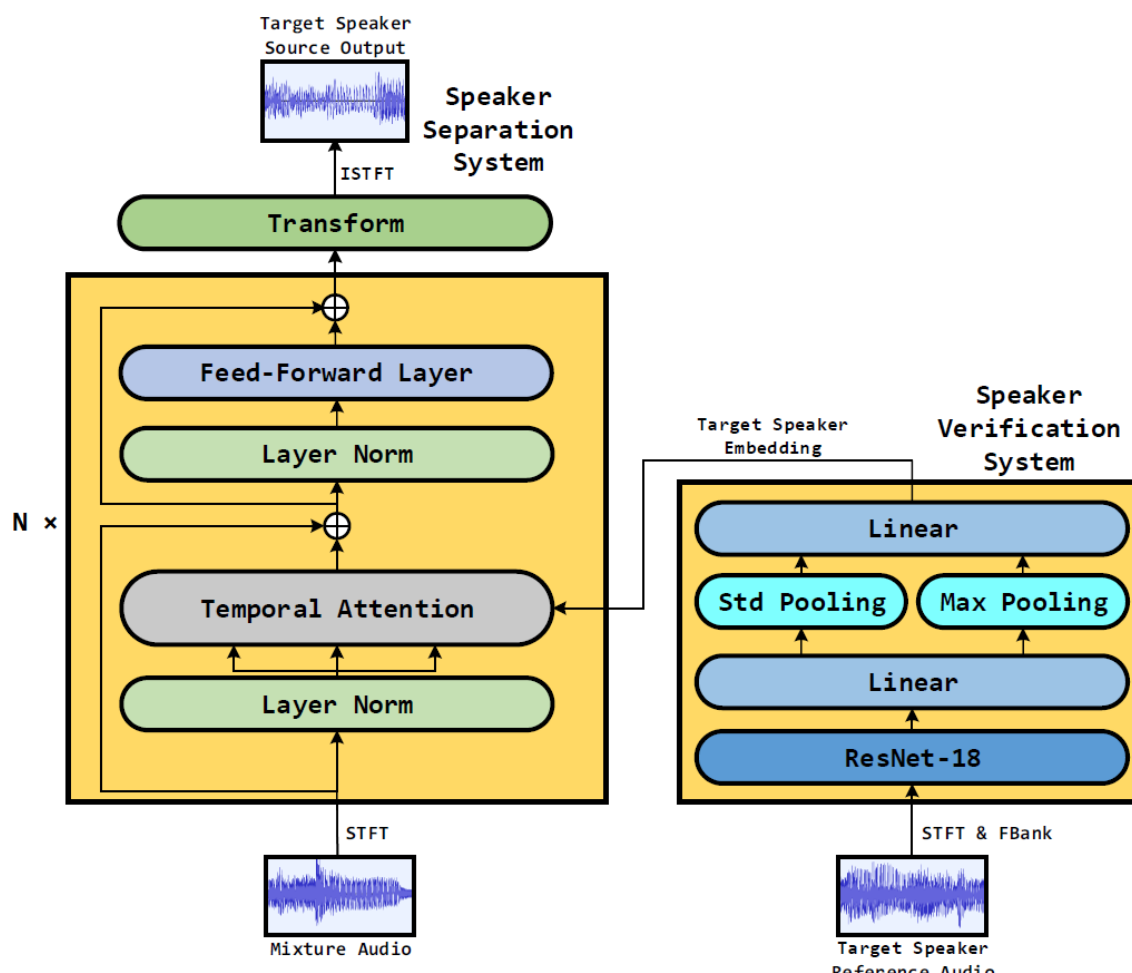 Target Speaker
Source Output
Speaker
Separation
System
ISTFT
Transform
Feed-Forward Layer
Layer Norm
N ×
Temporal Attention
Layer Norm
STFT
Mixture Audio
Target Speaker
Embedding
Speaker
Verification
System
Linear
Std Pooling
Max Pooling
Linear
ResNet-18
STFT & FBank
Target Speaker
Reference Audio